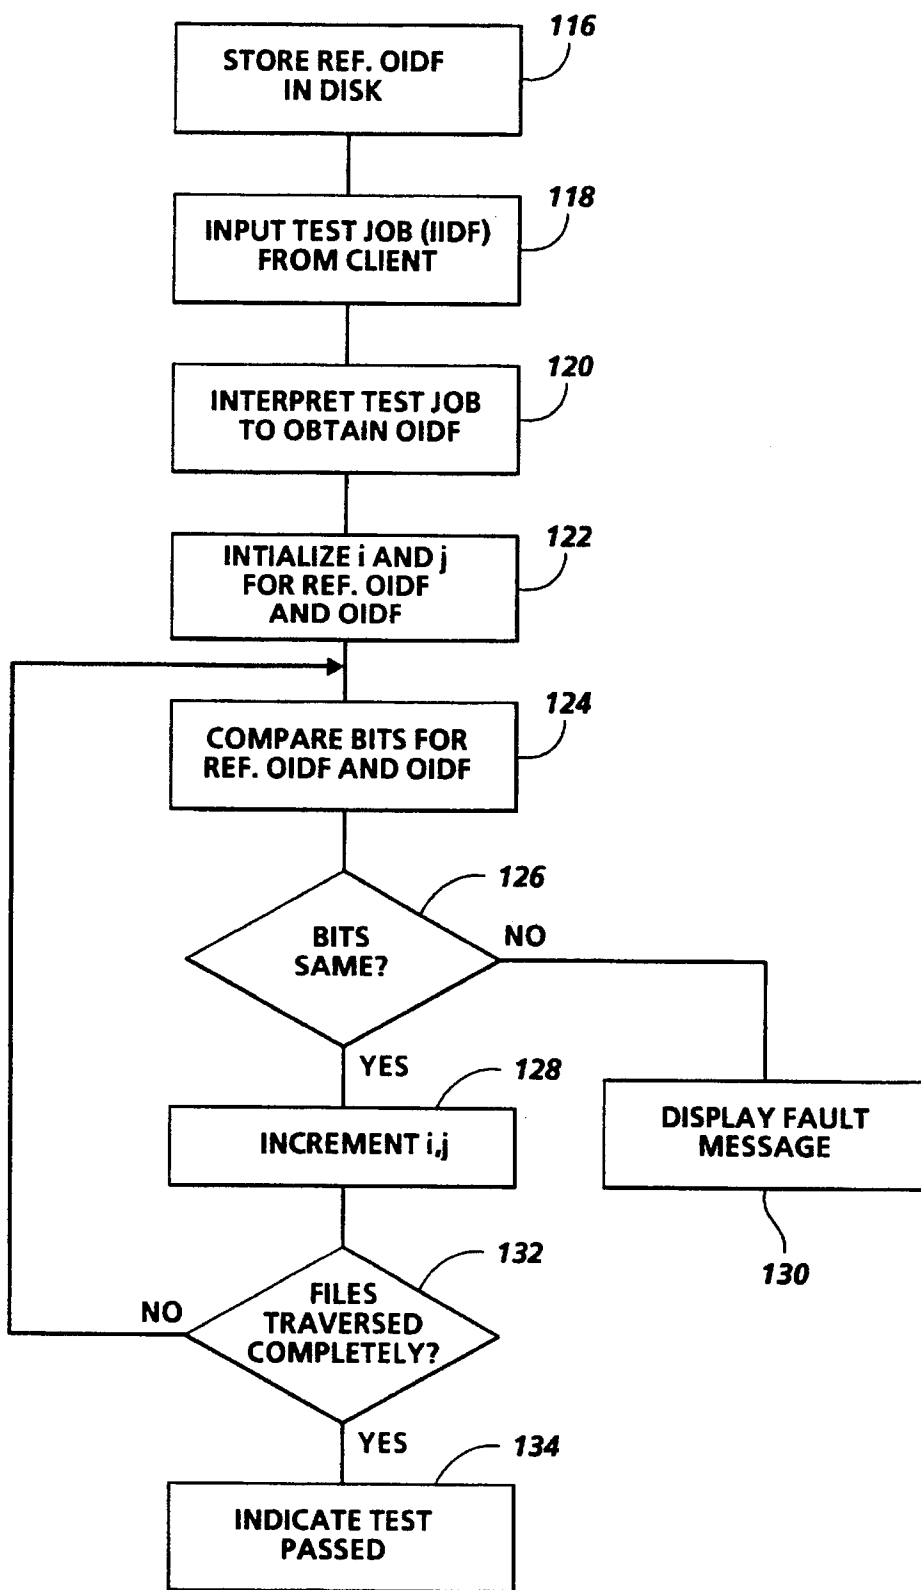 116
STORE REF. OIDF
IN DISK
118
INPUT TEST JOB (IIDF)
FROM CLIENT
120
INTERPRET TEST JOB
TO OBTAIN OIDF
122
INTIALIZE i AND j
FOR REF. OIDF
AND OIDF
124
COMPARE BITS FOR
REF. OIDF AND OIDF
126
BITS
SAME?
NO
YES
128
INCREMENT i,j
DISPLAY FAULT
MESSAGE
130
132
FILES
TRAVERSED
COMPLETELY?
NO
YES
134
INDICATE TEST
PASSED